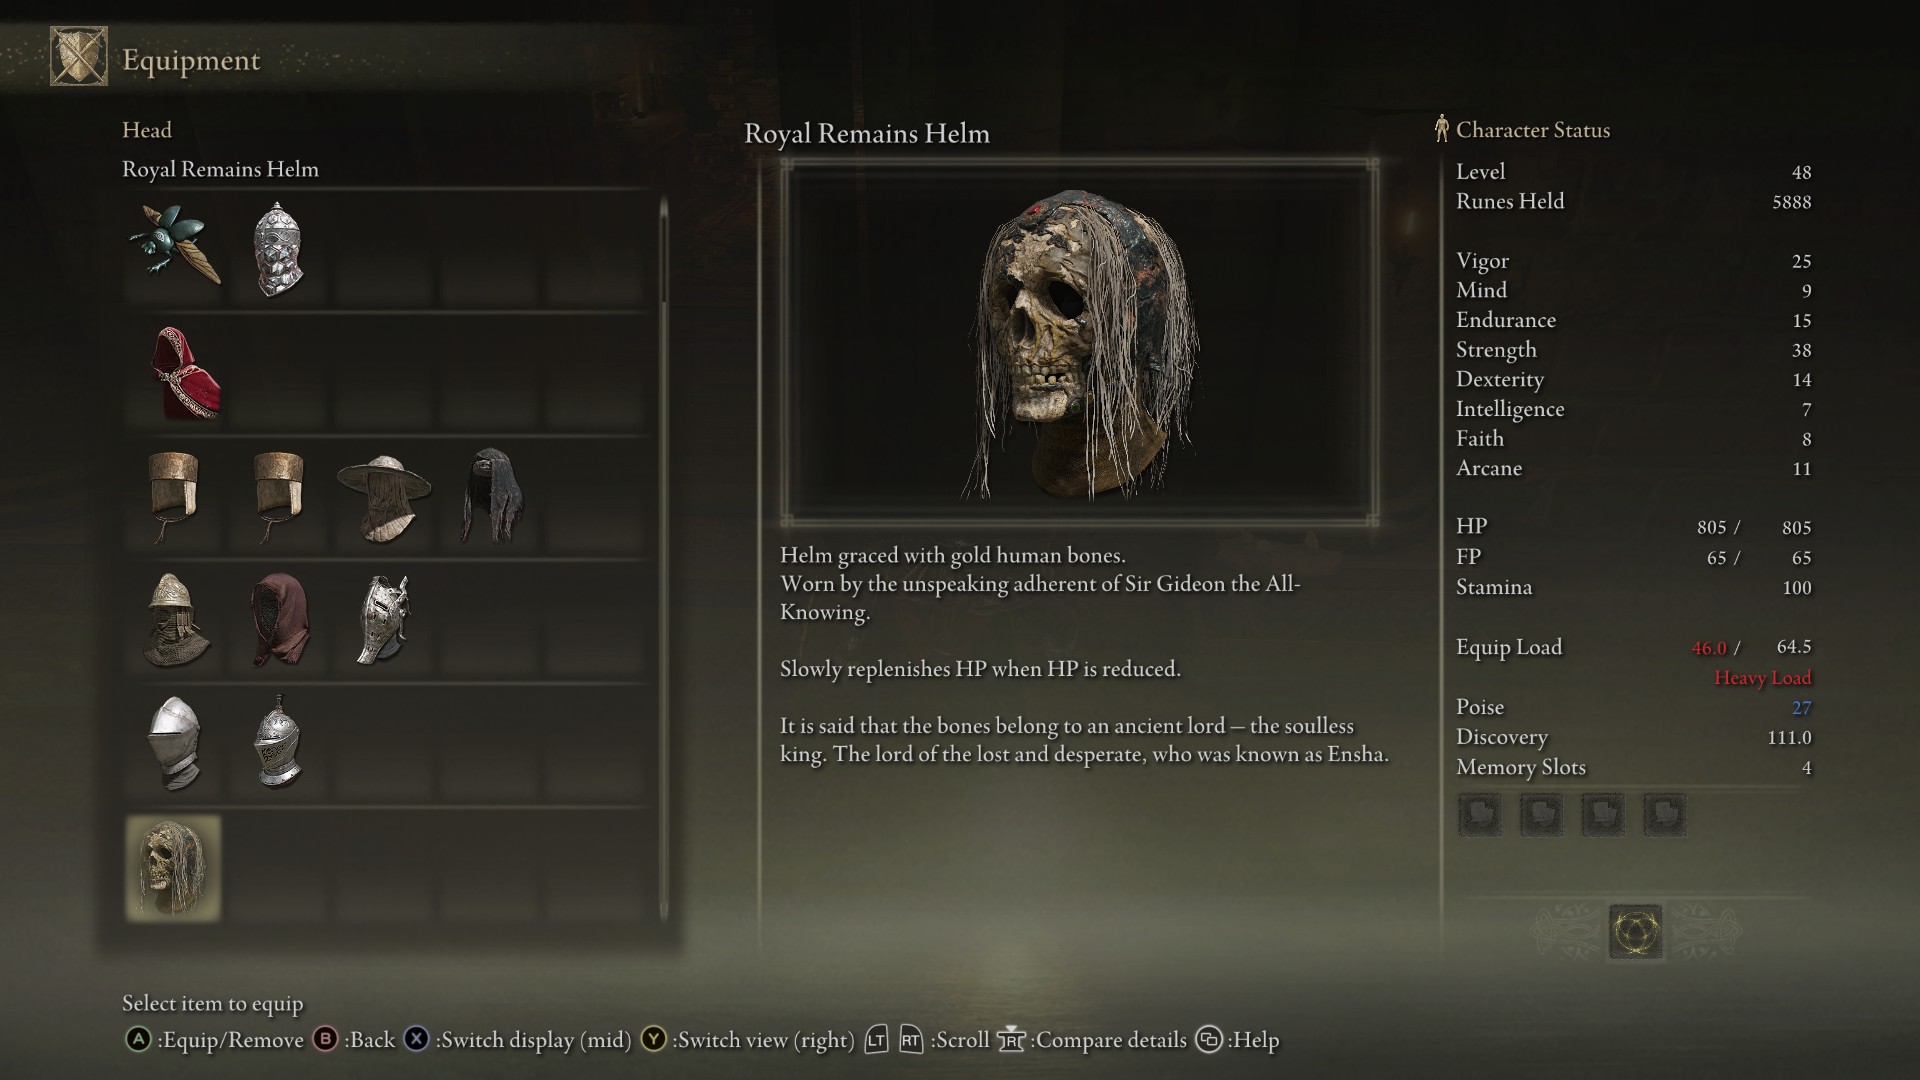 Equipment
Head
Royal Remains Helm
Royal Remains Helm
Helm graced with gold human bones.
Worn by the unspeaking adherent of Sir Gideon the All-
Knowing.
Slowly replenishes HP when HP is reduced.
It is said that the bones belong to an ancient lord – the soulless
king. The lord of the lost and desperate, who was known as Ensha.
Character Status
Level 48
Runes Held 5888
Vigor 25
Mind 9
Endurance 15
Strength 38
Dexterity 14
Intelligence 7
Faith 8
Arcane 11
HP 805 / 805
FP 65 / 65
Stamina 100
Equip Load 46.0 / 64.5
Heavy Load
Poise 27
Discovery 111.0
Memory Slots 4
Select item to equip
A :Equip/Remove B :Back X :Switch display (mid) Y :Switch view (right) LT RT :Scroll R :Compare details :Help